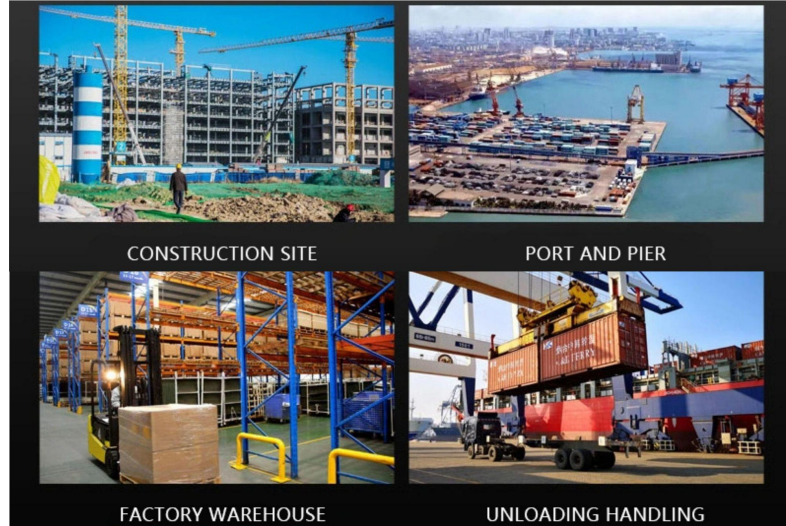 CONSTRUCTION SITE
PORT AND PIER
FACTORY WAREHOUSE
UNLOADING HANDLING